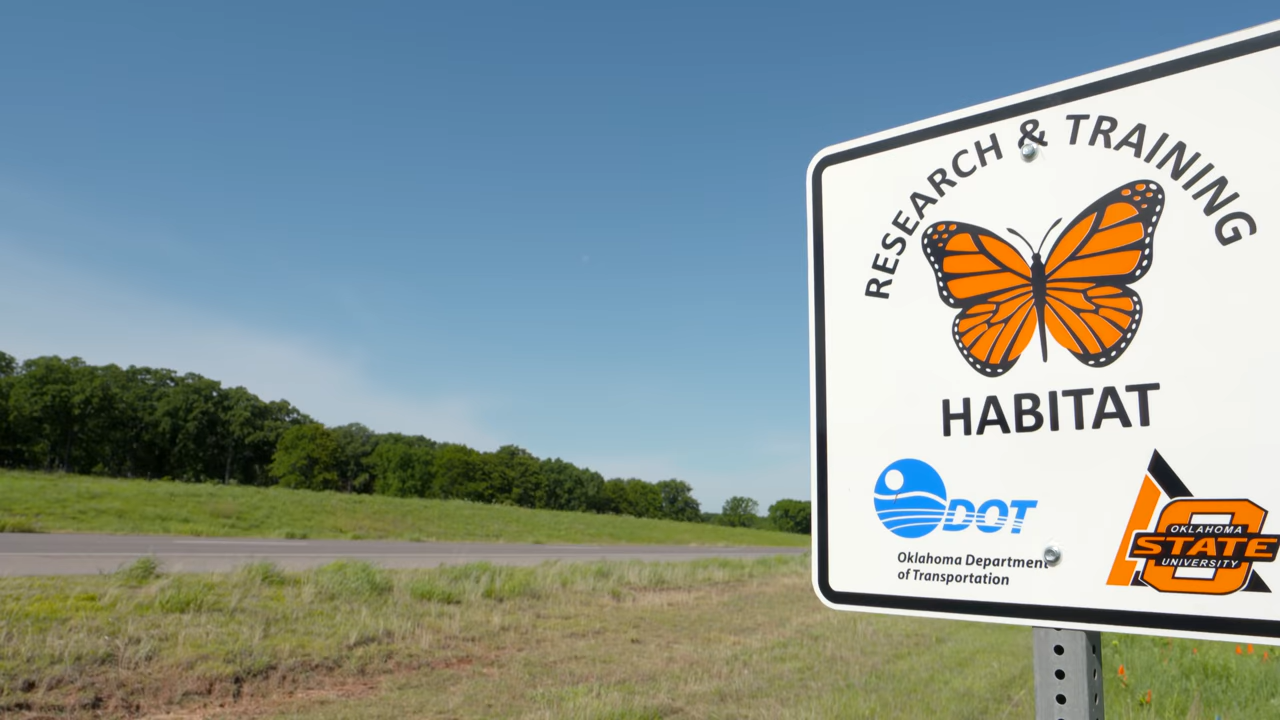 RESEARCH & TRAINING
HABITAT
DOT
Oklahoma Department
of Transportation
OKLAHOMA
STATE
UNIVERSITY